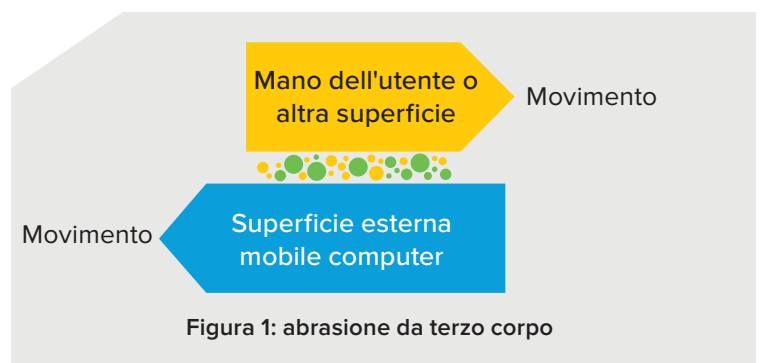 Mano dell'utente o
altra superficie
Movimento
Movimento
Superficie esterna
mobile computer
Figura 1: abrasione da terzo corpo